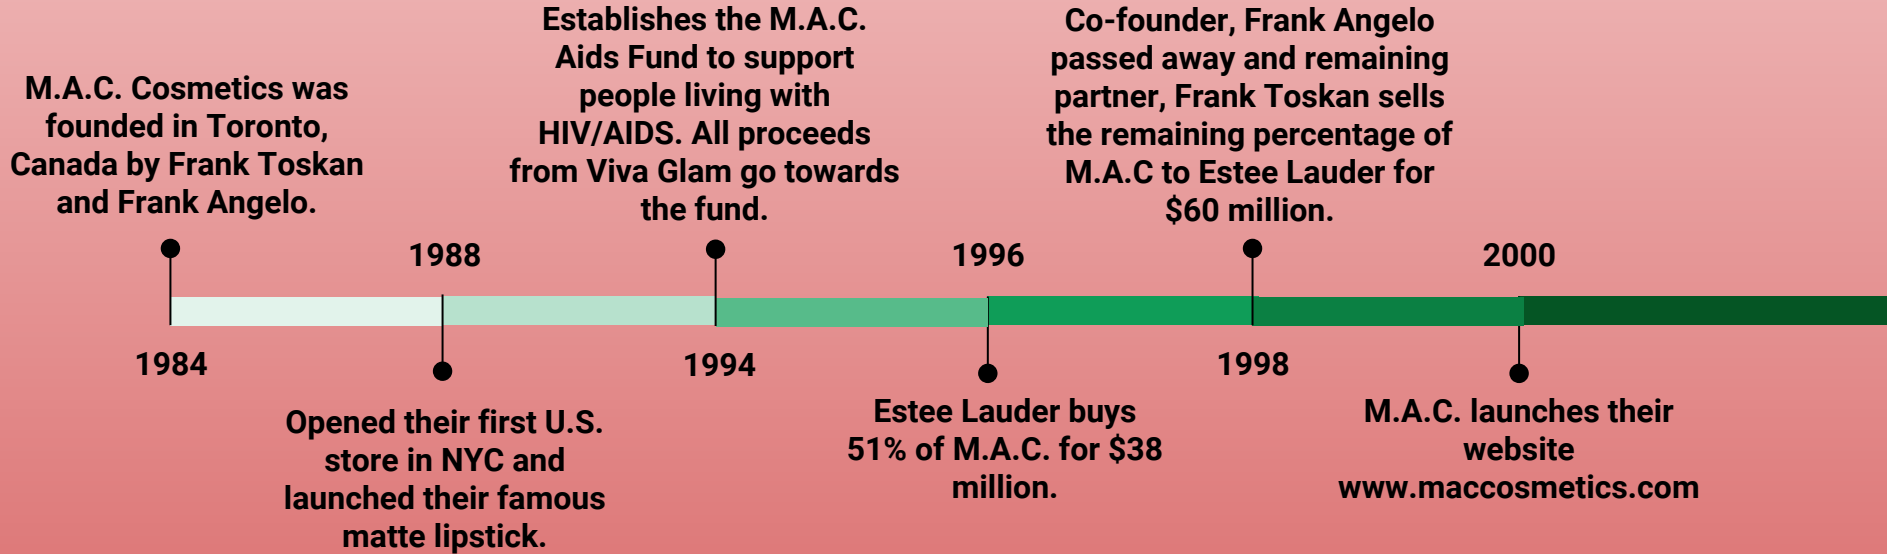 M.A.C. Cosmetics was
founded in Toronto,
Canada by Frank Toskan
and Frank Angelo.
1984
1988
Opened their first U.S.
store in NYC and
launched their famous
matte lipstick.
Establishes the M.A.C.
Aids Fund to support
people living with
HIV/AIDS. All proceeds
from Viva Glam go towards
the fund.
1994
1996
Estee Lauder buys
51% of M.A.C. for $38
million.
Co-founder, Frank Angelo
passed away and remaining
partner, Frank Toskan sells
the remaining percentage of
M.A.C to Estee Lauder for
$60 million.
1998
2000
M.A.C. launches their
website
www.maccosmetics.com